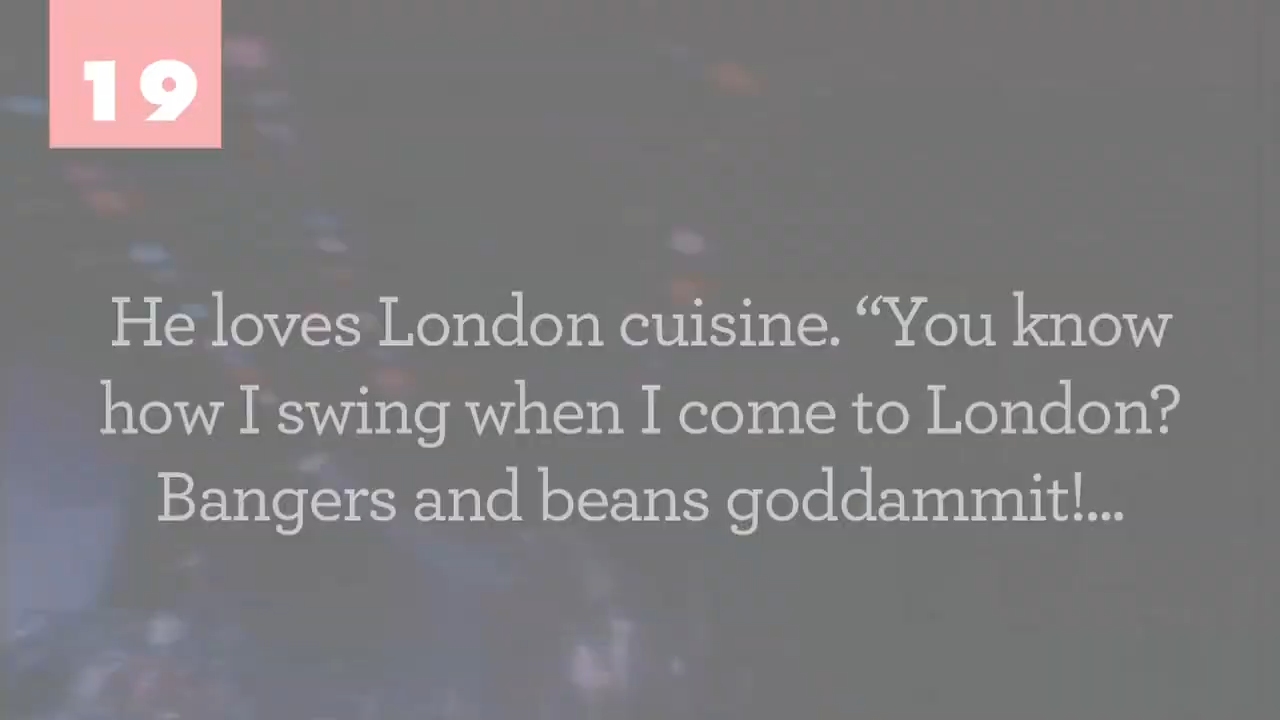 19
He loves London cuisine. “You know
how I swing when I come to London?
Bangers and beans goddammit!...